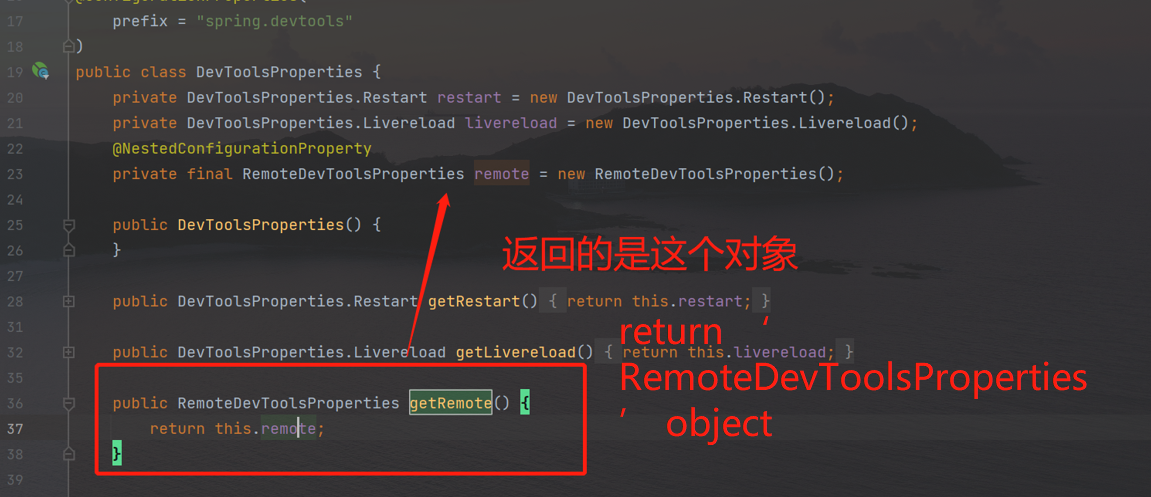 @ConfigurationProperties(
17 prefix = "spring.devtools"
18 )
19 public class DevToolsProperties {
20 private DevToolsProperties.Restart restart = new DevToolsProperties.Restart();
21 private DevToolsProperties.Livereload livereload = new DevToolsProperties.Livereload();
22 @NestedConfigurationProperty
23 private final RemoteDevToolsProperties remote = new RemoteDevToolsProperties();
24
25 public DevToolsProperties() {
26 }
27
返回的是这个对象
28 public DevToolsProperties.Restart getRestart() { return this.restart; }
31
return ‘
32 public DevToolsProperties.Livereload getLivereload() { return this.livereload; }
35
RemoteDevToolsProperties
36 public RemoteDevToolsProperties getRemote() {
’ object
37 return this.remote;
38 }
39